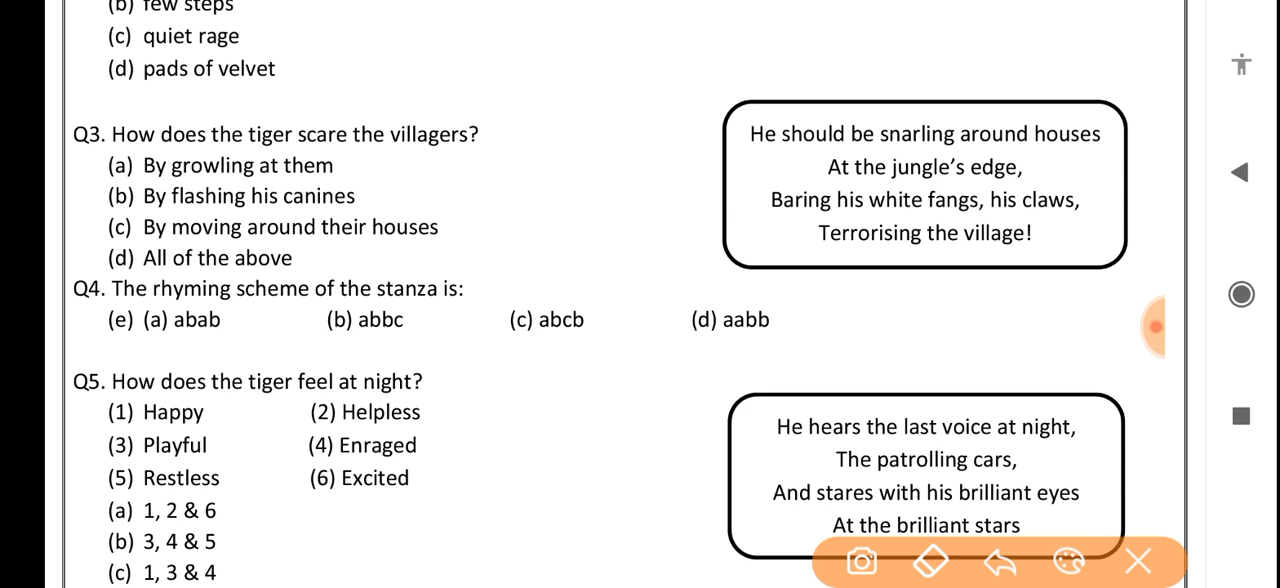 (b) few steps
(c) quiet rage
(d) pads of velvet
Q3. How does the tiger scare the villagers?
(a) By growling at them
(b) By flashing his canines
(c) By moving around their houses
(d) All of the above
He should be snarling around houses
At the jungle’s edge,
Baring his white fangs, his claws,
Terrorising the village!
Q4. The rhyming scheme of the stanza is:
(e) (a) abab (b) abbc (c) abcb (d) aabb
Q5. How does the tiger feel at night?
(1) Happy (2) Helpless
(3) Playful (4) Enraged
(5) Restless (6) Excited
(a) 1, 2 & 6
(b) 3, 4 & 5
(c) 1, 3 & 4
He hears the last voice at night,
The patrolling cars,
And stares with his brilliant eyes
At the brilliant stars